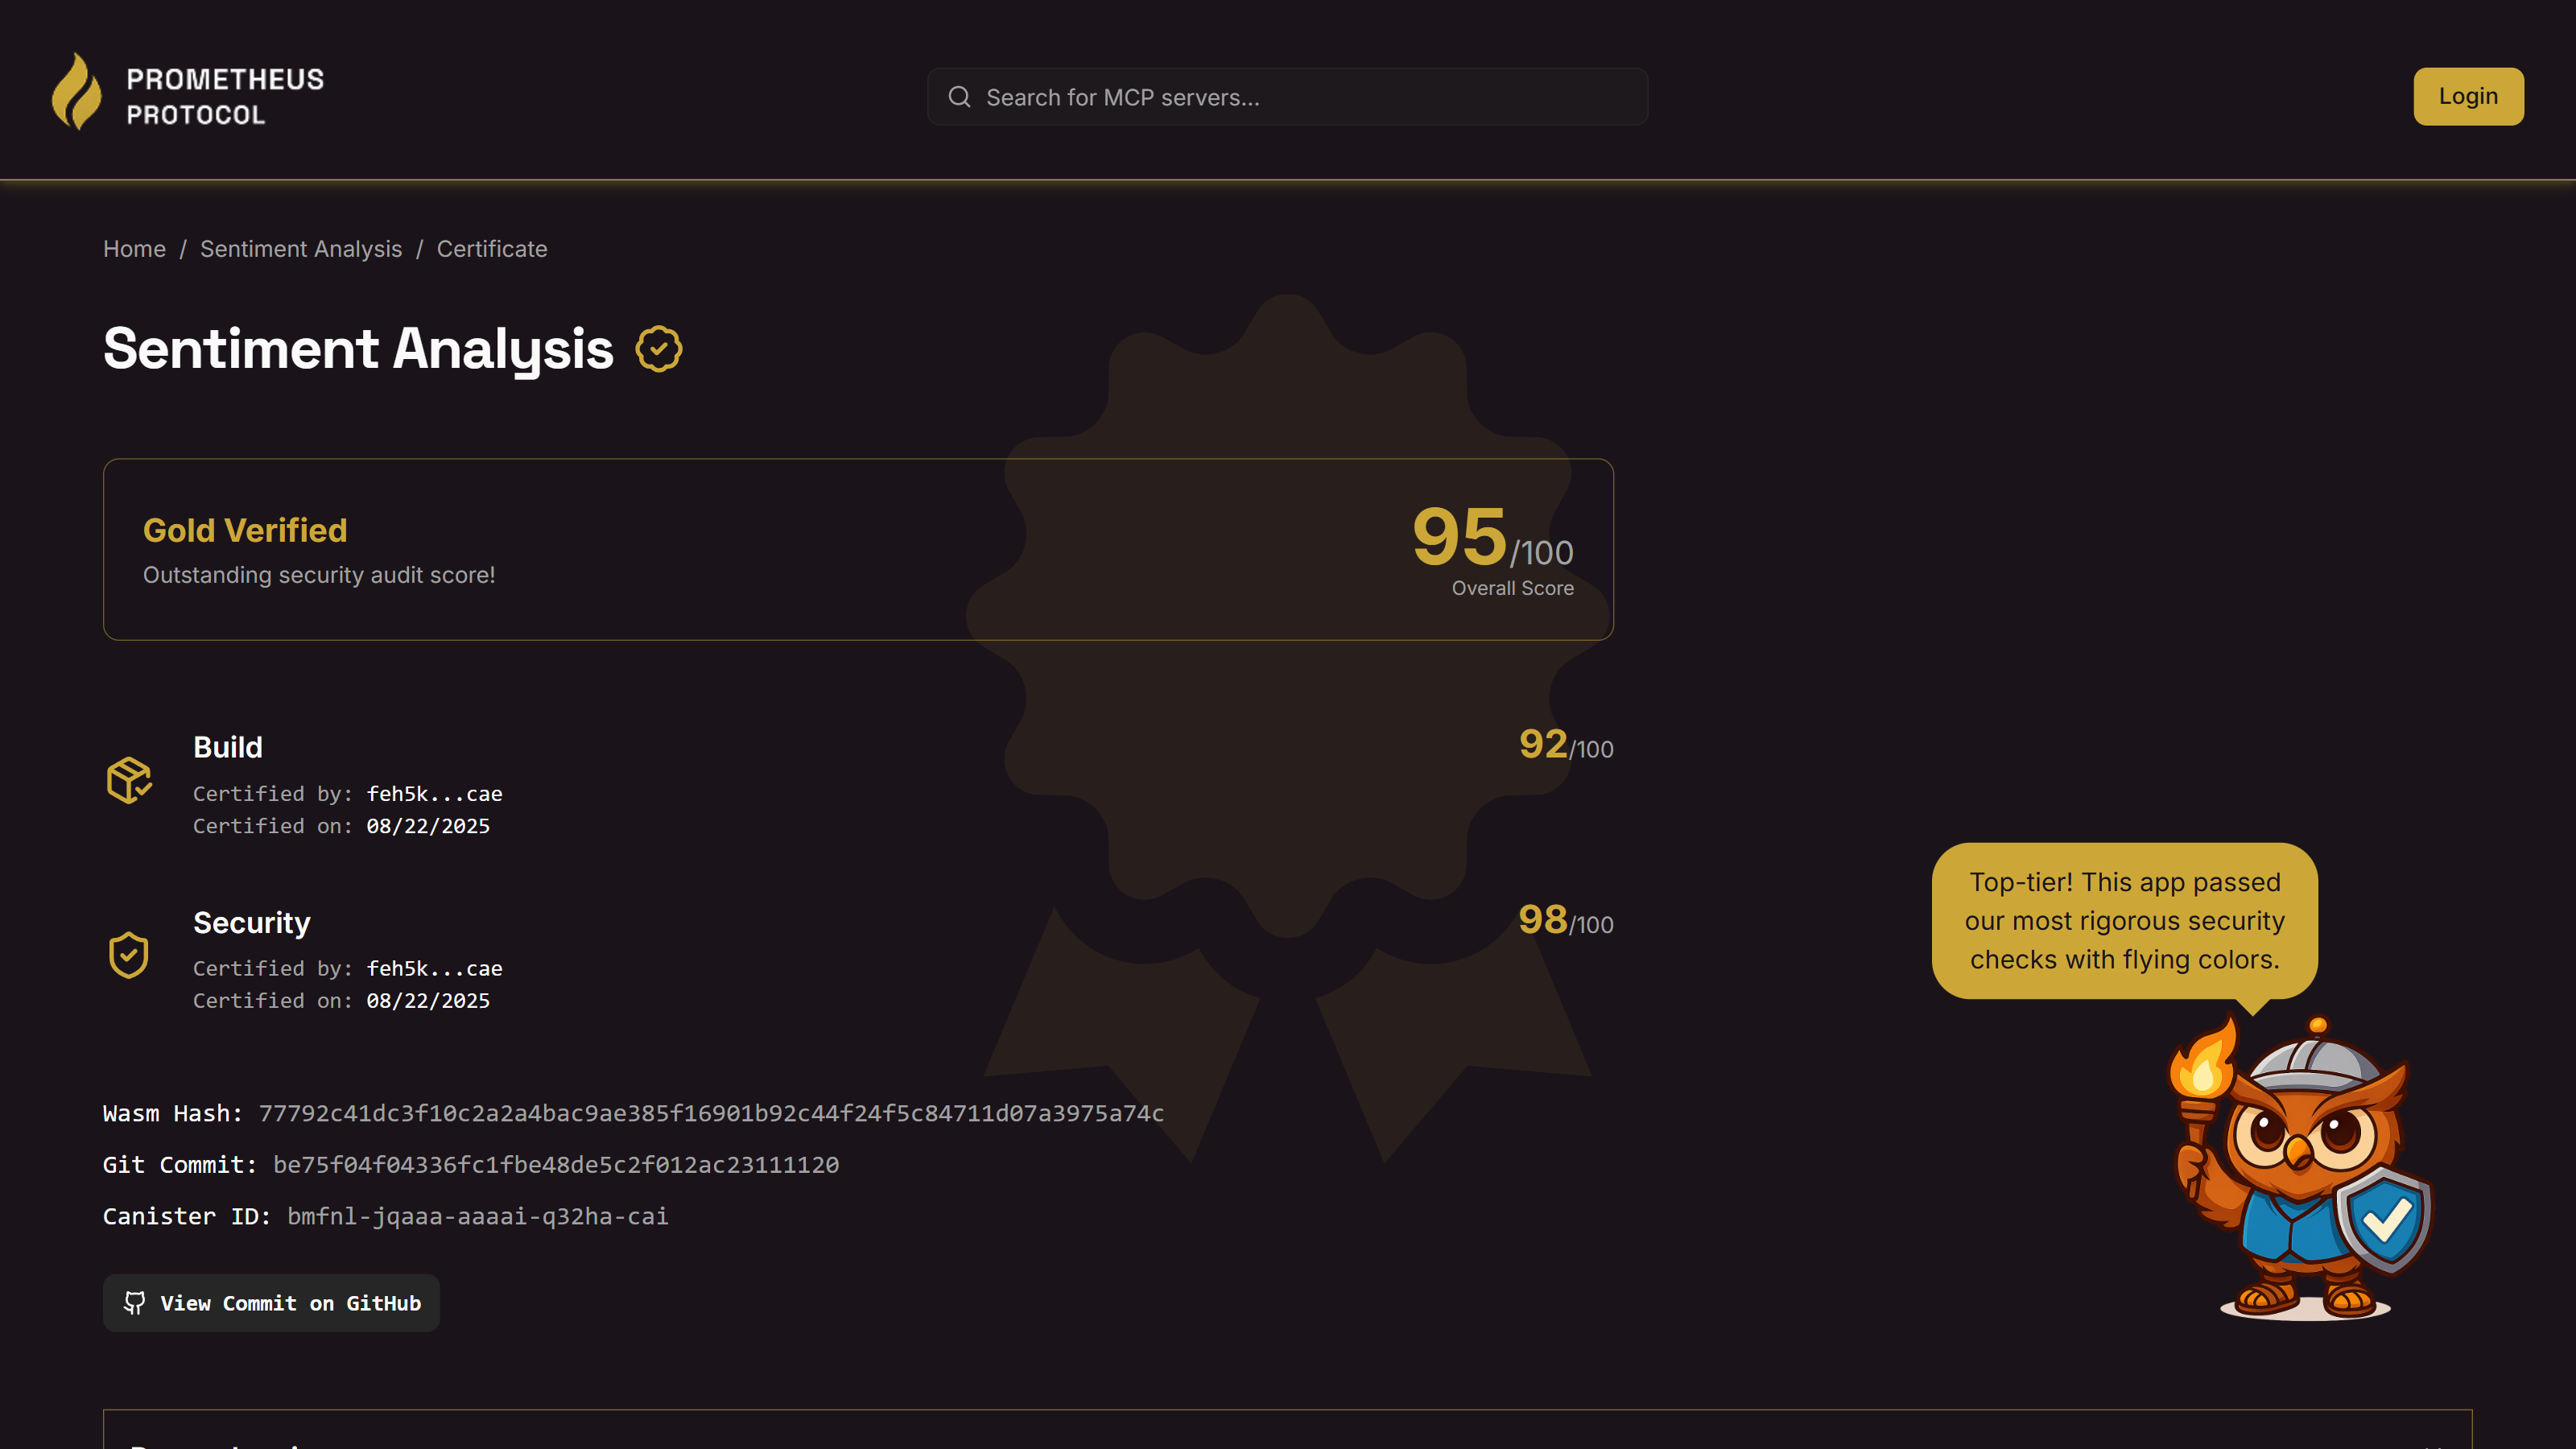 PROMETHEUS
PROTOCOL
Search for MCP servers...
Login
Home / Sentiment Analysis / Certificate
Sentiment Analysis
Gold Verified
Outstanding security audit score!
95/100
Overall Score
Build
92/100
Certified by: feh5k...cae
Certified on: 08/22/2025
Security
98/100
Certified by: feh5k...cae
Certified on: 08/22/2025
Top-tier! This app passed
our most rigorous security
checks with flying colors.
Wasm Hash: 77792c41dc3f10c2a2a4bac9ae385f16901b92c44f24f5c84711d07a3975a74c
Git Commit: be75f04f04336fc1fbe48de5c2f012ac23111120
Canister ID: bmfnl-jqaaa-aaaai-q32ha-cai
View Commit on GitHub